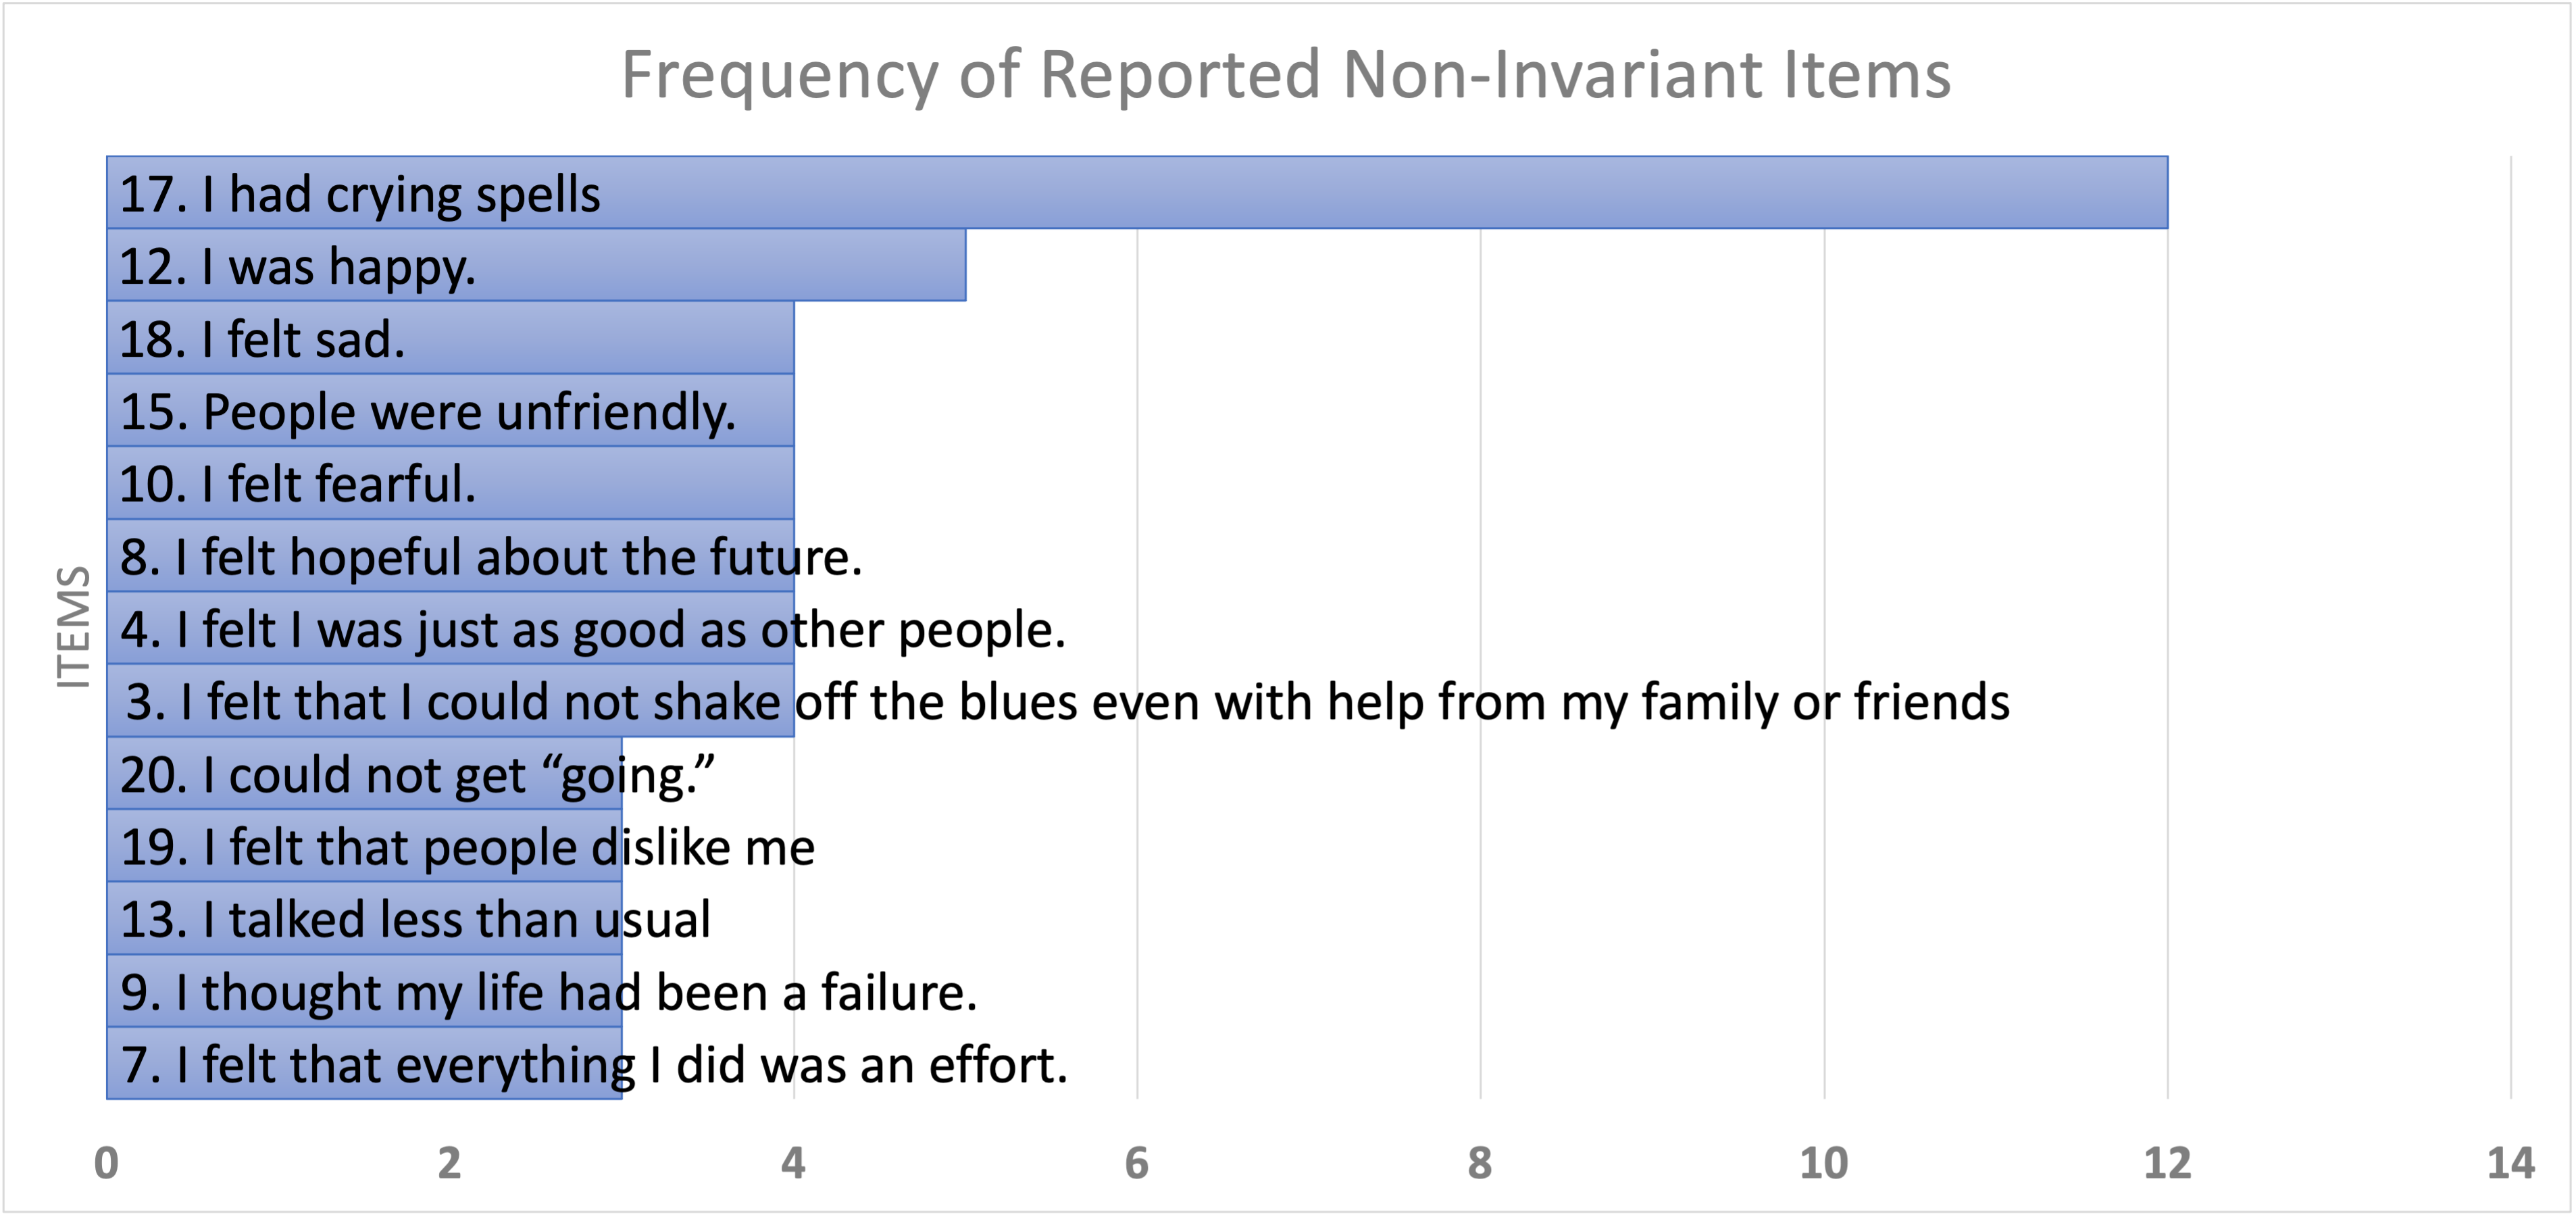 Frequency of Reported Non-Invariant Items
17. I had crying spells
12. I was happy.
18. I felt sad.
15. People were unfriendly.
10. I felt fearful.
8. I felt hopeful about the future.
4. I felt I was just as good as other people.
3. I felt that I could not shake off the blues even with help from my family or friends
20. I could not get “going.”
19. I felt that people dislike me
13. I talked less than usual
9. I thought my life had been a failure.
7. I felt that everything I did was an effort.
ITEMS
0 2 4 6 8 10 12 14